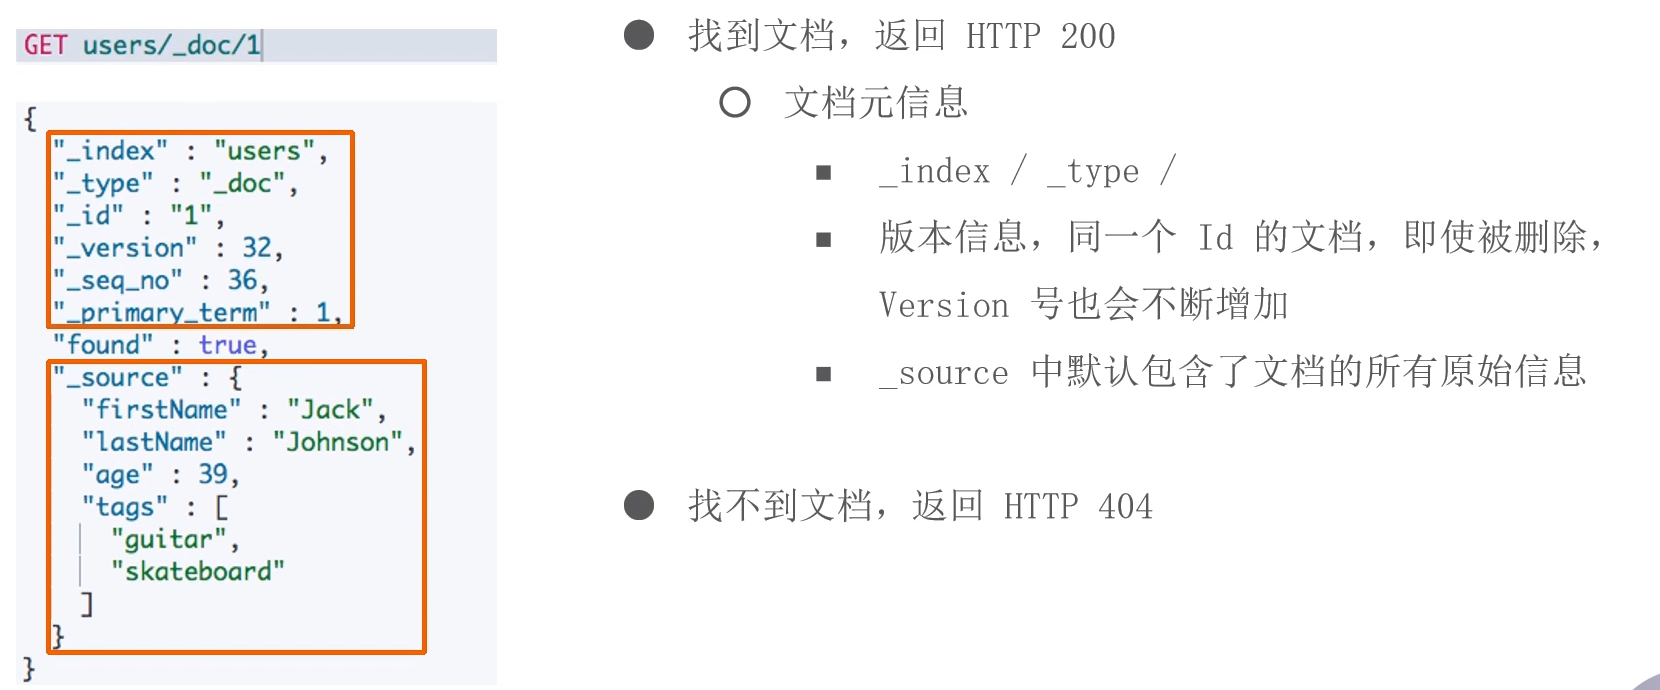 GET users/_doc/1
{
"_index" : "users",
"_type" : "_doc",
"_id" : "1",
"_version" : 32,
"_seq_no" : 36,
"_primary_term" : 1,
"found" : true,
"_source" : {
"firstName" : "Jack",
"lastName" : "Johnson",
"age" : 39,
"tags" : [
"guitar",
"skateboard"
]
}
}
● 找到文档，返回 HTTP 200
○ 文档元信息
■ _index / _type /
■ 版本信息，同一个 Id 的文档，即使被删除，
Version 号也会不断增加
■ _source 中默认包含了文档的所有原始信息
● 找不到文档，返回 HTTP 404